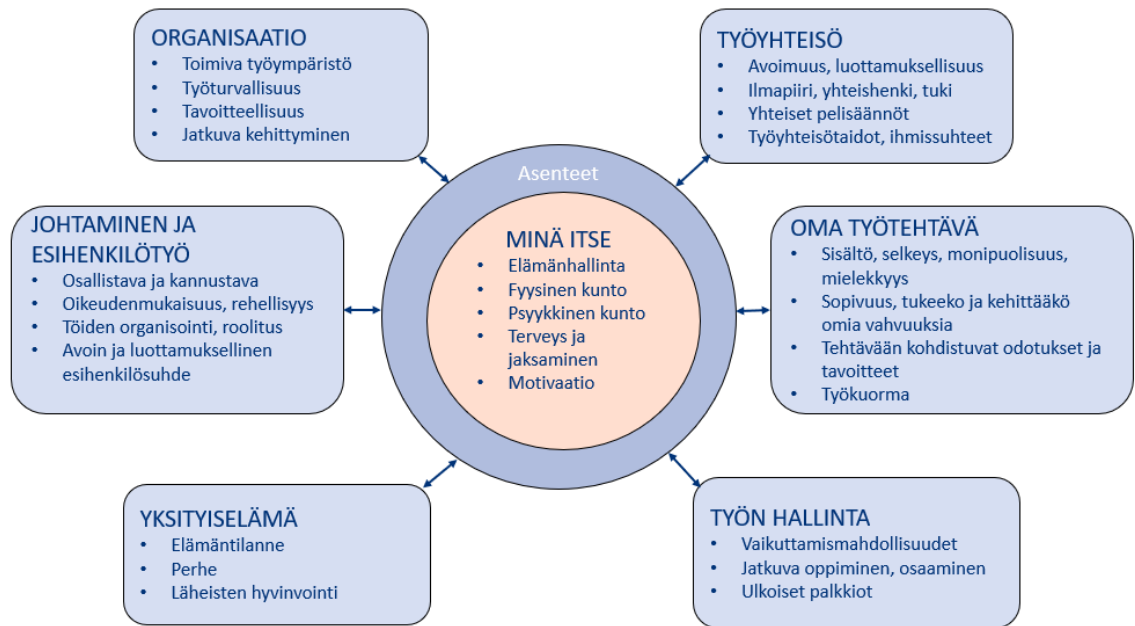 ORGANISAATIO
• Toimiva työympäristö
• Työturvallisuus
• Tavoitteellisuus
• Jatkuva kehittyminen
TYÖYHTEISÖ
• Avoimuus, luottamuksellisuus
• Ilmapiiri, yhteishenki, tuki
• Yhteiset pelisäännöt
• Työyhteisötaidot, ihmissuhteet
Asenteet
JOHTAMINEN JA
ESIHENKILÖTYÖ
• Osallistava ja kannustava
• Oikeudenmukaisuus, rehellisyys
• Töiden organisointi, roolitus
• Avoin ja luottamuksellinen
esihenkilösuhde
MINÄ ITSE
• Elämänhallinta
• Fyysinen kunto
• Psyykkinen kunto
• Terveys ja
jaksaminen
• Motivaatio
OMA TYÖTEHTÄVÄ
• Sisältö, selkeys, monipuolisuus,
mielekkyys
• Sopivuus, tukeeko ja kehittääkö
omia vahvuuksia
• Tehtävään kohdistuvat odotukset ja
tavoitteet
• Työkuorma
YKSITYISELÄMÄ
• Elämäntilanne
• Perhe
• Läheisten hyvinvointi
TYÖN HALLINTA
• Vaikuttamismahdollisuudet
• Jatkuva oppiminen, osaaminen
• Ulkoiset palkkiot